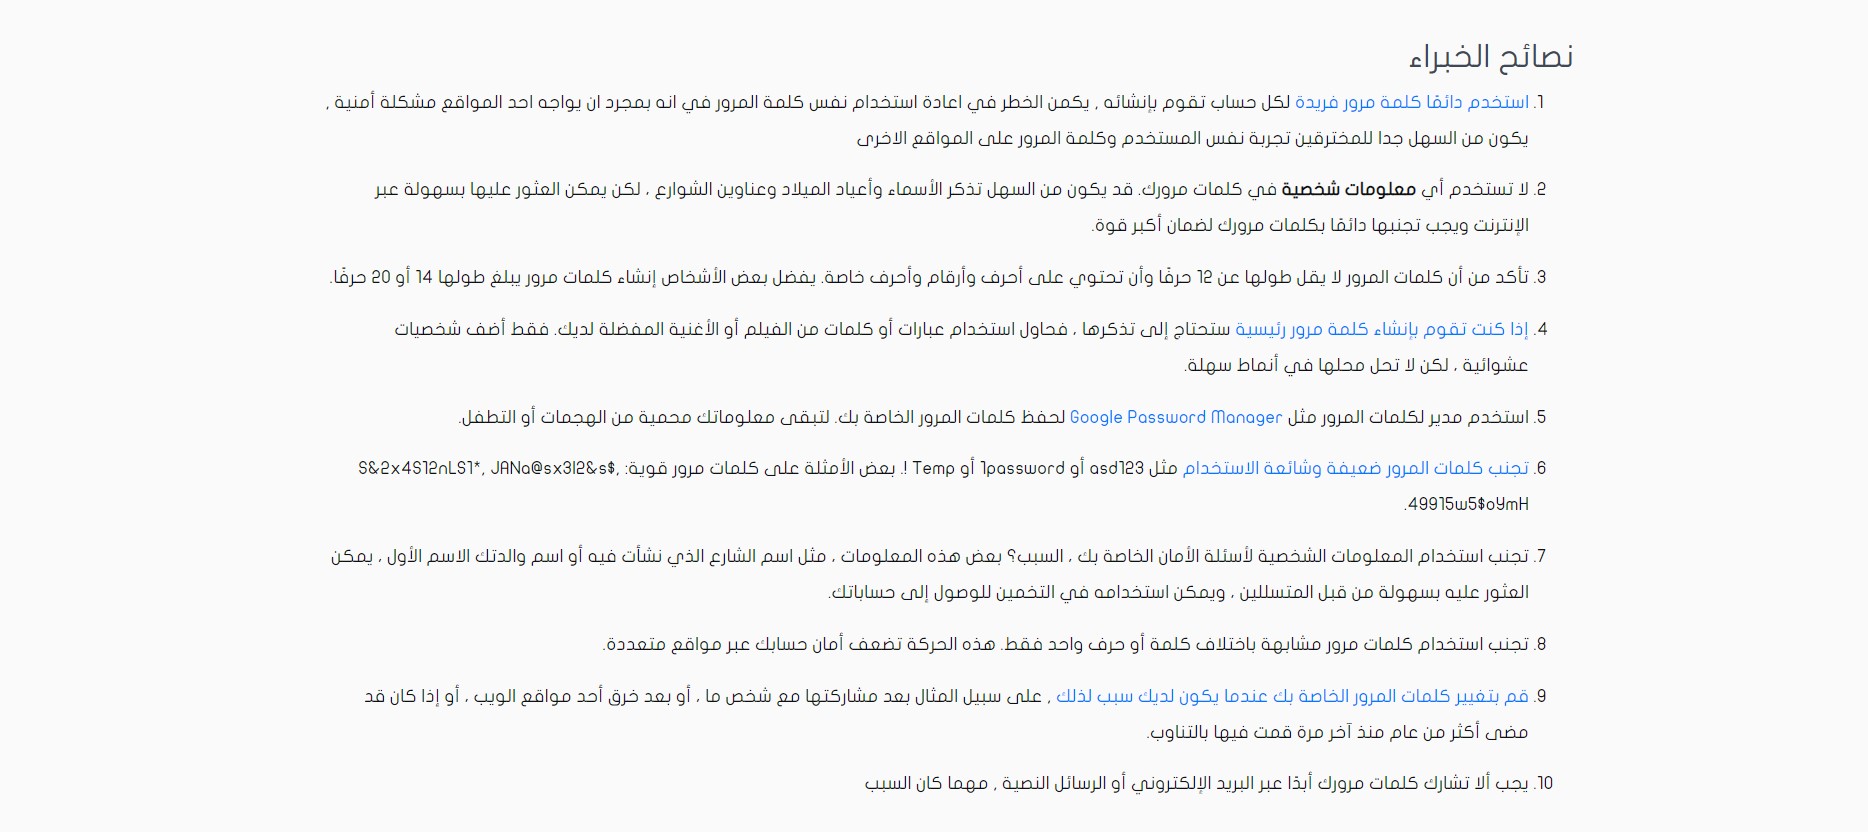 نصائح الخبراء
1. استخدم دائمًا كلمة مرور فريدة لكل حساب تقوم بإنشائه , يكمن الخطر في اعادة استخدام نفس كلمة المرور في انه بمجرد ان يواجه احد المواقع مشكلة أمنية ,
يكون من السهل جدا للمخترقين تجربة نفس المستخدم وكلمة المرور على المواقع الاخرى
2. لا تستخدم أي معلومات شخصية في كلمات مرورك. قد يكون من السهل تذكر الأسماء وأعياد الميلاد وعناوين الشوارع ، لكن يمكن العثور عليها بسهولة عبر
الإنترنت ويجب تجنبها دائمًا بكلمات مرورك لضمان أكبر قوة.
3. تأكد من أن كلمات المرور لا يقل طولها عن 12 حرفًا وأن تحتوي على أحرف وأرقام وأحرف خاصة. يفضل بعض الأشخاص إنشاء كلمات مرور يبلغ طولها 14 أو 20 حرفًا.
4. إذا كنت تقوم بإنشاء كلمة مرور رئيسية ستحتاج إلى تذكرها ، فحاول استخدام عبارات أو كلمات من الفيلم أو الأغنية المفضلة لديك. فقط أضف شخصيات
عشوائية ، لكن لا تحل محلها في أنماط سهلة.
5. استخدم مدير لكلمات المرور مثل Google Password Manager لحفظ كلمات المرور الخاصة بك. لتبقى معلوماتك محمية من الهجمات أو التطفل.
6. تجنب كلمات المرور ضعيفة وشائعة الاستخدام مثل asd123 أو 1password أو Temp !. بعض الأمثلة على كلمات مرور قوية: S&2x4S12nLS1*, JANa@sx3l2&s$,
49915w5$oYmH.
7. تجنب استخدام المعلومات الشخصية لأسئلة الأمان الخاصة بك ، السبب؟ بعض هذه المعلومات ، مثل اسم الشارع الذي نشأت فيه أو اسم والدتك الاسم الأول ، يمكن
العثور عليه بسهولة من قبل المتسللين ، ويمكن استخدامه في التخمين للوصول إلى حساباتك.
8. تجنب استخدام كلمات مرور مشابهة باختلاف كلمة أو حرف واحد فقط. هذه الحركة تضعف أمان حسابك عبر مواقع متعددة.
9. قم بتغيير كلمات المرور الخاصة بك عندما يكون لديك سبب لذلك , على سبيل المثال بعد مشاركتها مع شخص ما ، أو بعد خرق أحد مواقع الويب ، أو إذا كان قد
مضى أكثر من عام منذ آخر مرة قمت فيها بالتناوب.
10. يجب ألا تشارك كلمات مرورك أبدًا عبر البريد الإلكتروني أو الرسائل النصية , مهما كان السبب